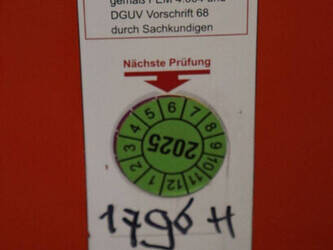 gemäß FEM 4.004 und
DGUV Vorschrift 68
durch Sachkundigen
Nächste Prüfung
1 2 3 4 5 6 7 8 9 10 11 12
2025
1796 H